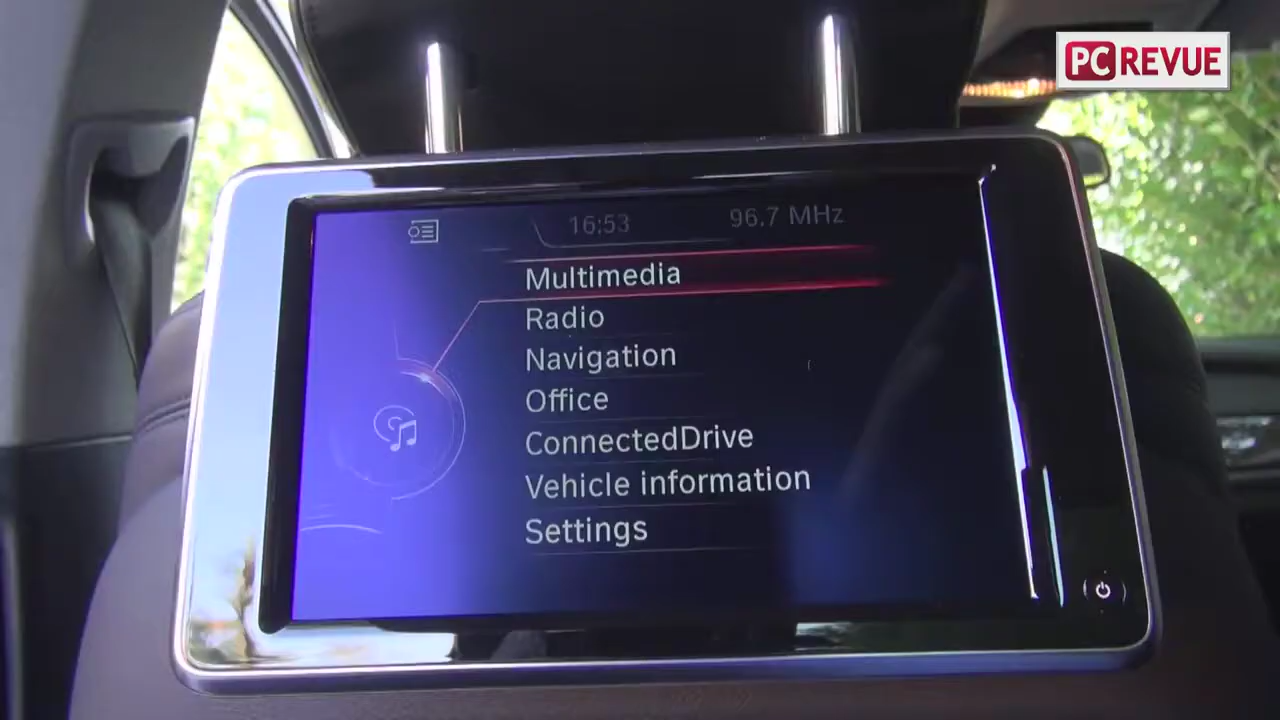 PC REVUE
16:53
96.7 MHz
Multimedia
Radio
Navigation
Office
ConnectedDrive
Vehicle information
Settings